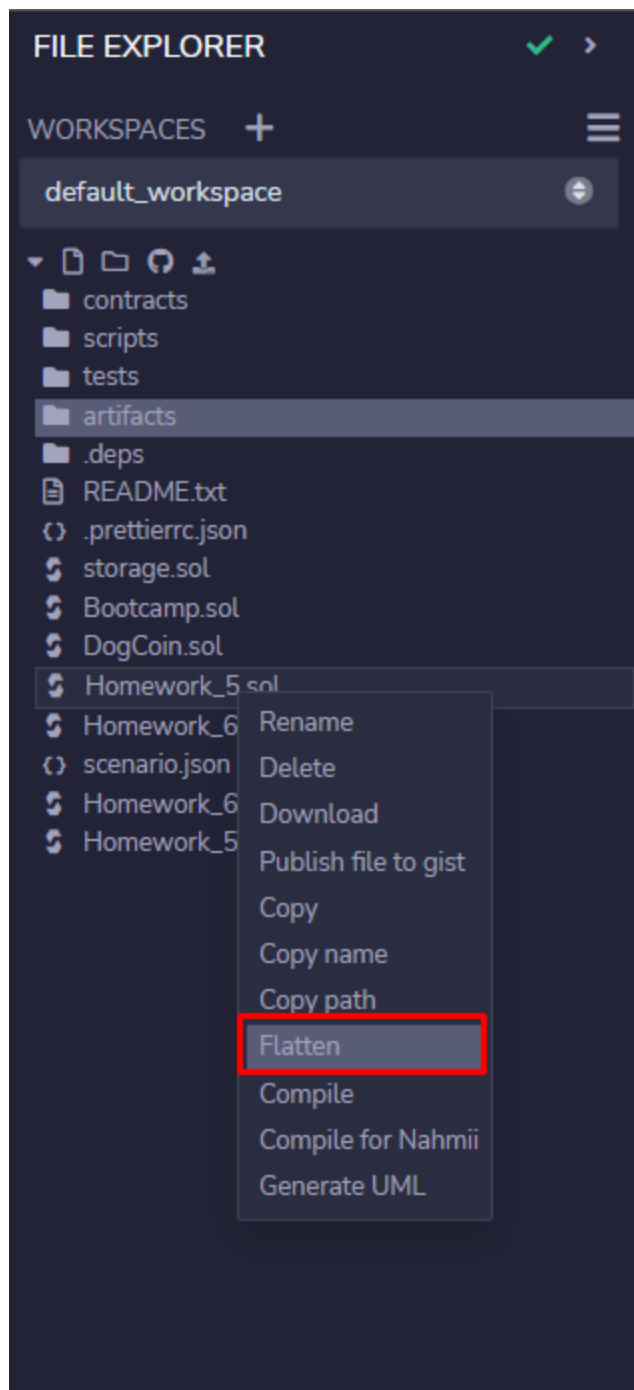 FILE EXPLORER
WORKSPACES
default_workspace
contracts
scripts
tests
artifacts
.deps
README.txt
.prettierrc.json
storage.sol
Bootcamp.sol
DogCoin.sol
Homework_5.sol
Homework_6
scenario.json
Homework_6
Homework_5
Rename
Delete
Download
Publish file to gist
Copy
Copy name
Copy path
Flatten
Compile
Compile for Nahmii
Generate UML